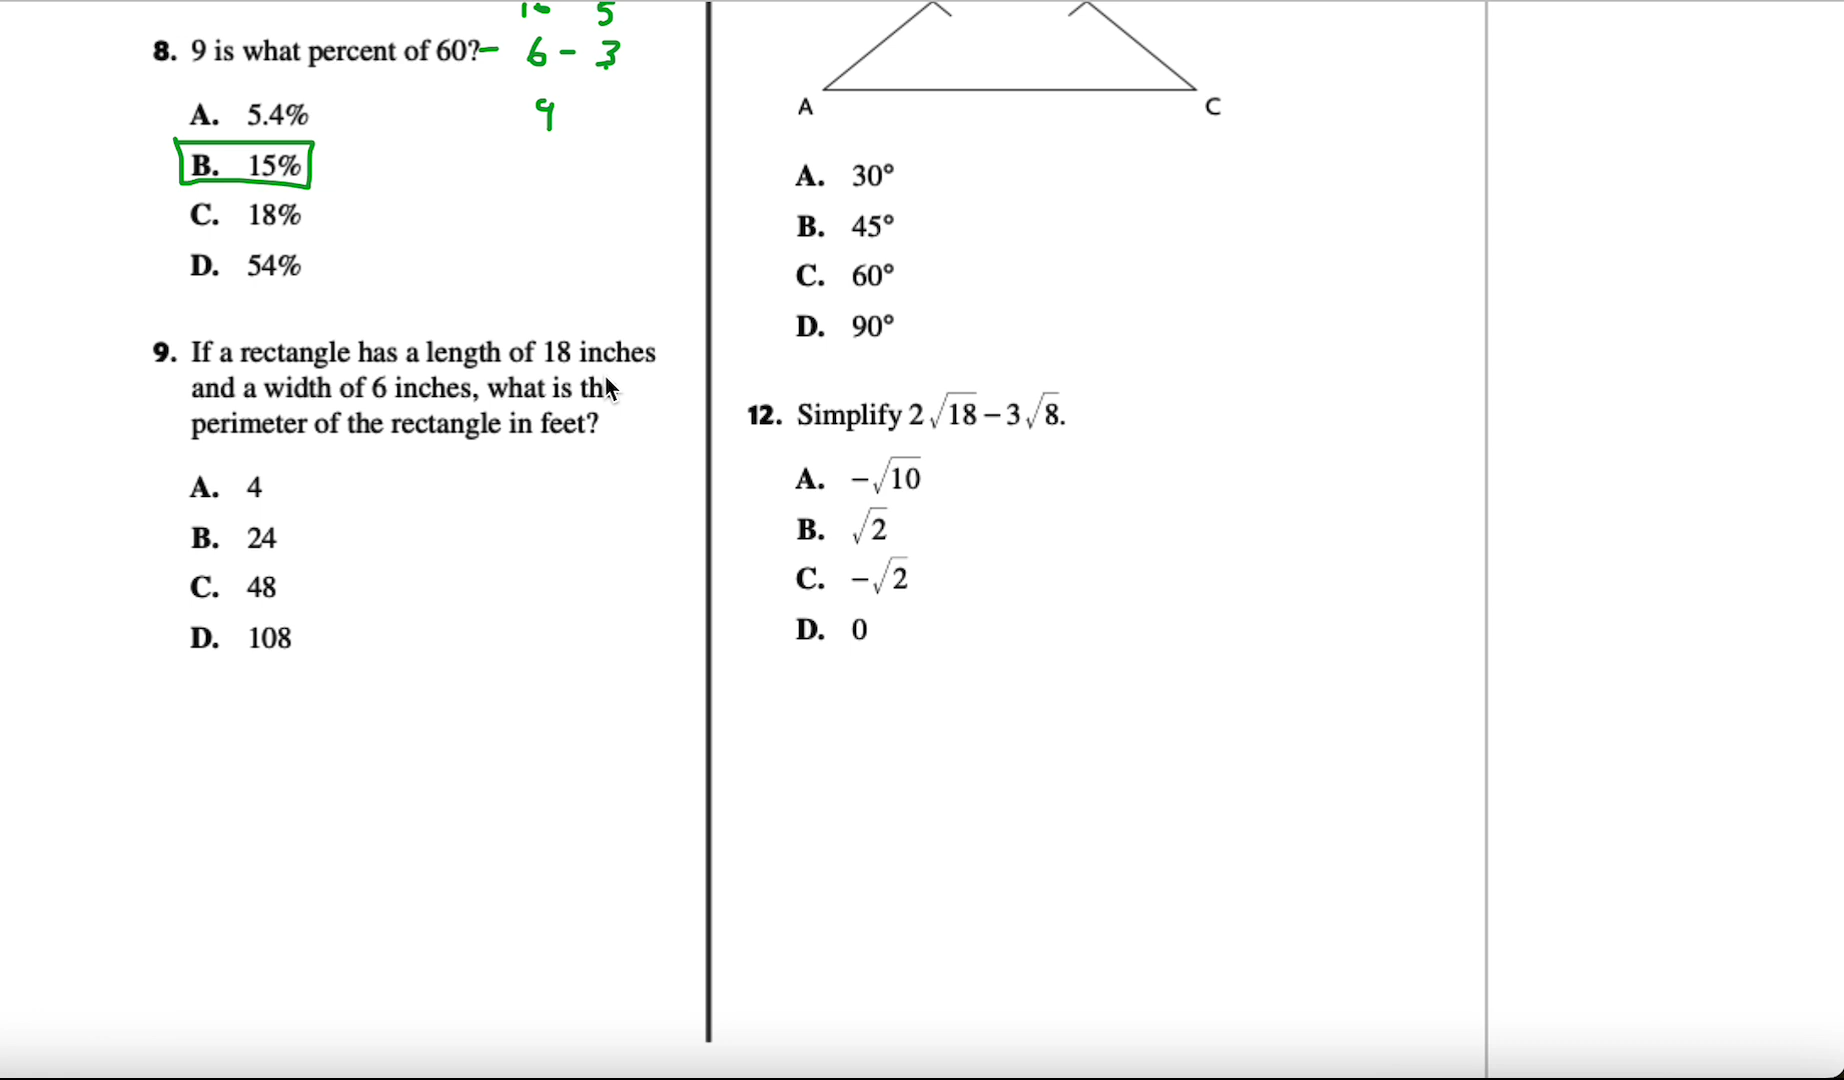 5
8. 9 is what percent of 60?
6 - 3
9
A. 5.4%
B. 15%
C. 18%
D. 54%
9. If a rectangle has a length of 18 inches
and a width of 6 inches, what is th
perimeter of the rectangle in feet?
A. 4
B. 24
C. 48
D. 108
A C
A. 30°
B. 45°
C. 60°
D. 90°
12. Simplify 2√18 – 3√8.
A. –√10
B. √2
C. –√2
D. 0